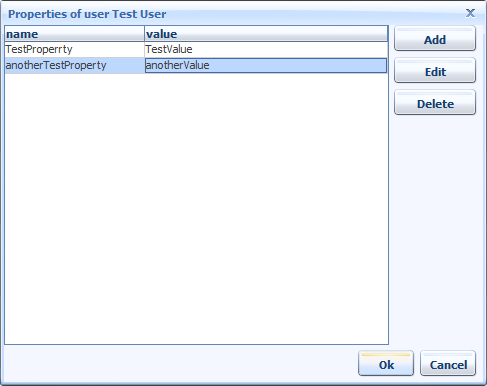 Properties of user Test User
name value
TestProperrty TestValue
anotherTestProperty anotherValue
Add
Edit
Delete
Ok Cancel